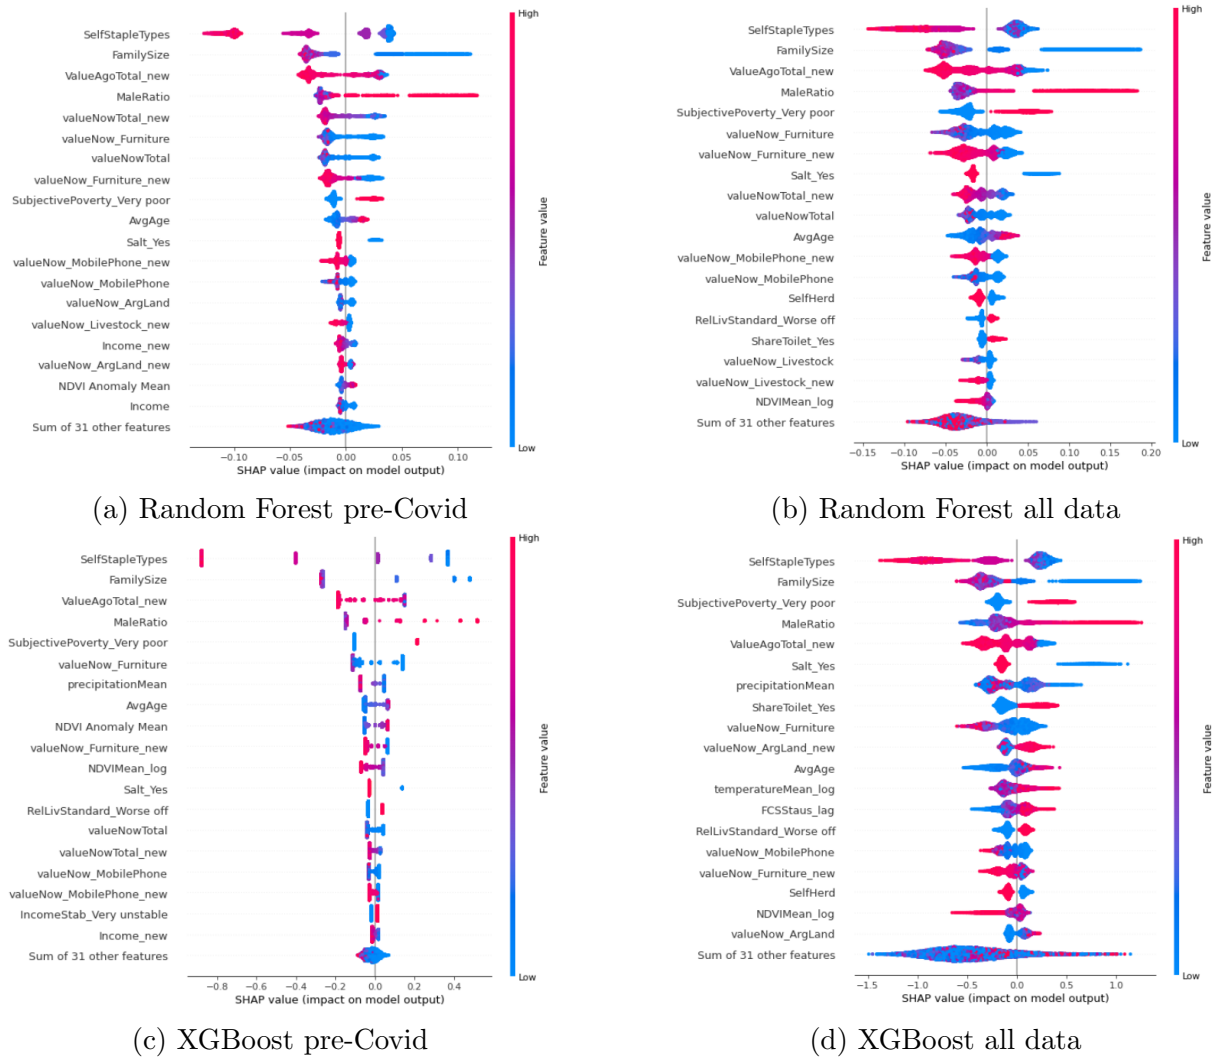 High
SelfStapleTypes
FamilySize
ValueAgoTotal_new
MaleRatio
valueNowTotal_new
valueNow_Furniture
valueNowTotal
valueNow_Furniture_new
SubjectivePoverty_Very poor
AvgAge
Salt_Yes
valueNow_MobilePhone_new
valueNow_MobilePhone
valueNow_ArgLand
valueNow_Livestock_new
Income_new
valueNow_ArgLand_new
NDVI Anomaly Mean
Income
Sum of 31 other features
Feature value
Low
−0.10 −0.05 0.00 0.05 0.10
SHAP value (impact on model output)
(a) Random Forest pre-Covid
High
SelfStapleTypes
FamilySize
ValueAgoTotal_new
MaleRatio
SubjectivePoverty_Very poor
valueNow_Furniture
valueNow_Furniture_new
Salt_Yes
valueNowTotal_new
valueNowTotal
AvgAge
valueNow_MobilePhone_new
valueNow_MobilePhone
SelfHerd
RelLivStandard_Worse off
ShareToilet_Yes
valueNow_Livestock
valueNow_Livestock_new
NDVIMean_log
Sum of 31 other features
Feature value
Low
−0.15 −0.10 −0.05 0.00 0.05 0.10 0.15 0.20
SHAP value (impact on model output)
(b) Random Forest all data
High
SelfStapleTypes
FamilySize
ValueAgoTotal_new
MaleRatio
SubjectivePoverty_Very poor
valueNow_Furniture
precipitationMean
AvgAge
NDVI Anomaly Mean
valueNow_Furniture_new
NDVIMean_log
Salt_Yes
RelLivStandard_Worse off
valueNowTotal
valueNowTotal_new
valueNow_MobilePhone
valueNow_MobilePhone_new
IncomeStab_Very unstable
Income_new
Sum of 31 other features
Feature value
Low
−0.8 −0.6 −0.4 −0.2 0.0 0.2 0.4
SHAP value (impact on model output)
(c) XGBoost pre-Covid
High
SelfStapleTypes
FamilySize
SubjectivePoverty_Very poor
MaleRatio
ValueAgoTotal_new
Salt_Yes
precipitationMean
ShareToilet_Yes
valueNow_Furniture
valueNow_ArgLand_new
AvgAge
temperatureMean_log
FCSStaus_lag
RelLivStandard_Worse off
valueNow_MobilePhone
valueNow_Furniture_new
SelfHerd
NDVIMean_log
valueNow_ArgLand
Sum of 31 other features
Feature value
Low
−1.5 −1.0 −0.5 0.0 0.5 1.0
SHAP value (impact on model output)
(d) XGBoost all data